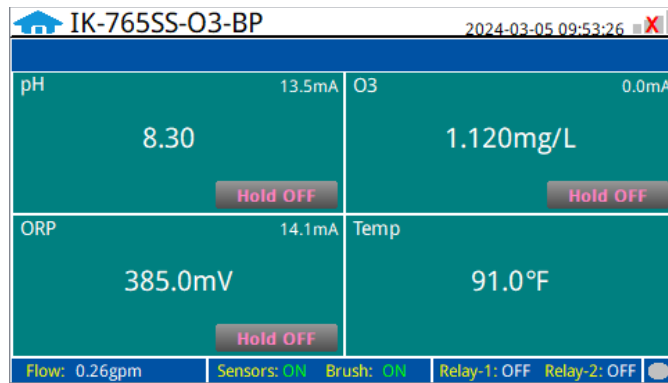 IK-765SS-O3-BP 2024-03-05 09:53:26 X
pH 13.5mA
8.30
Hold OFF
O3 0.0mA
1.120mg/L
Hold OFF
ORP 14.1mA
385.0mV
Hold OFF
Temp
91.0°F
Flow: 0.26gpm Sensors: ON Brush: ON Relay-1: OFF Relay-2: OFF